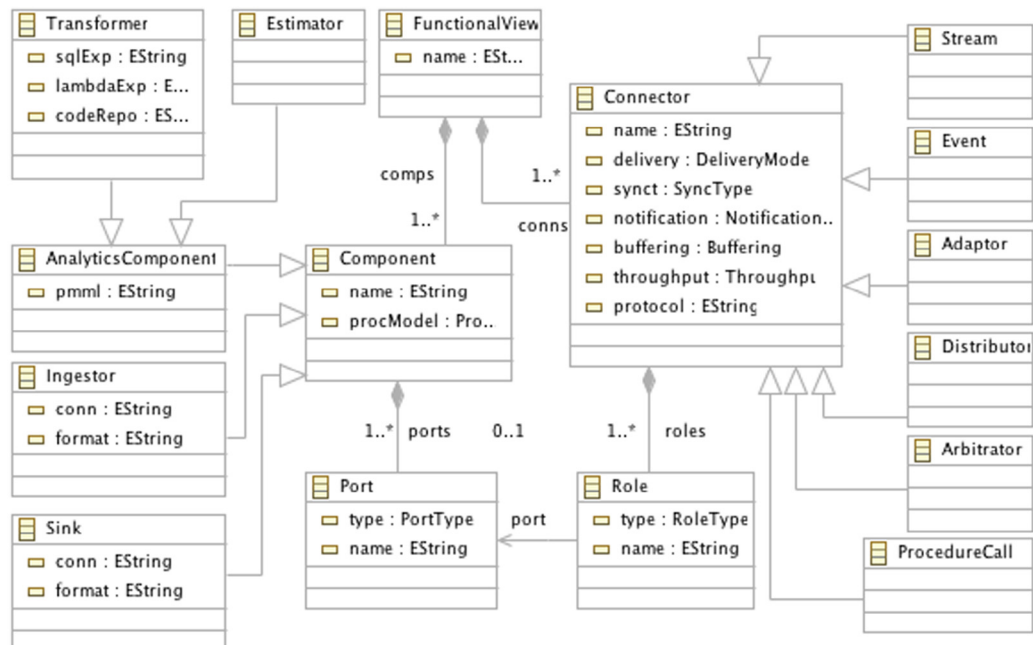 Transformer
sqlExp : EString
lambdaExp : E...
codeRepo : ES...
Estimator
FunctionalView
name : ESt...
Stream
Connector
name : EString
delivery : DeliveryMode
synct : SyncType
notification : Notification..
buffering : Buffering
throughput : Throughpu
protocol : EString
Event
Adaptor
Distributor
Arbitrator
ProcedureCall
comps
1..*
1..*
conns
AnalyticsComponent
pmml : EString
Component
name : EString
procModel : Pro..
Ingestor
conn : EString
format : EString
1..* ports
0..1
1..* roles
Sink
conn : EString
format : EString
Port
type : PortType
name : EString
port
Role
type : RoleType
name : EString